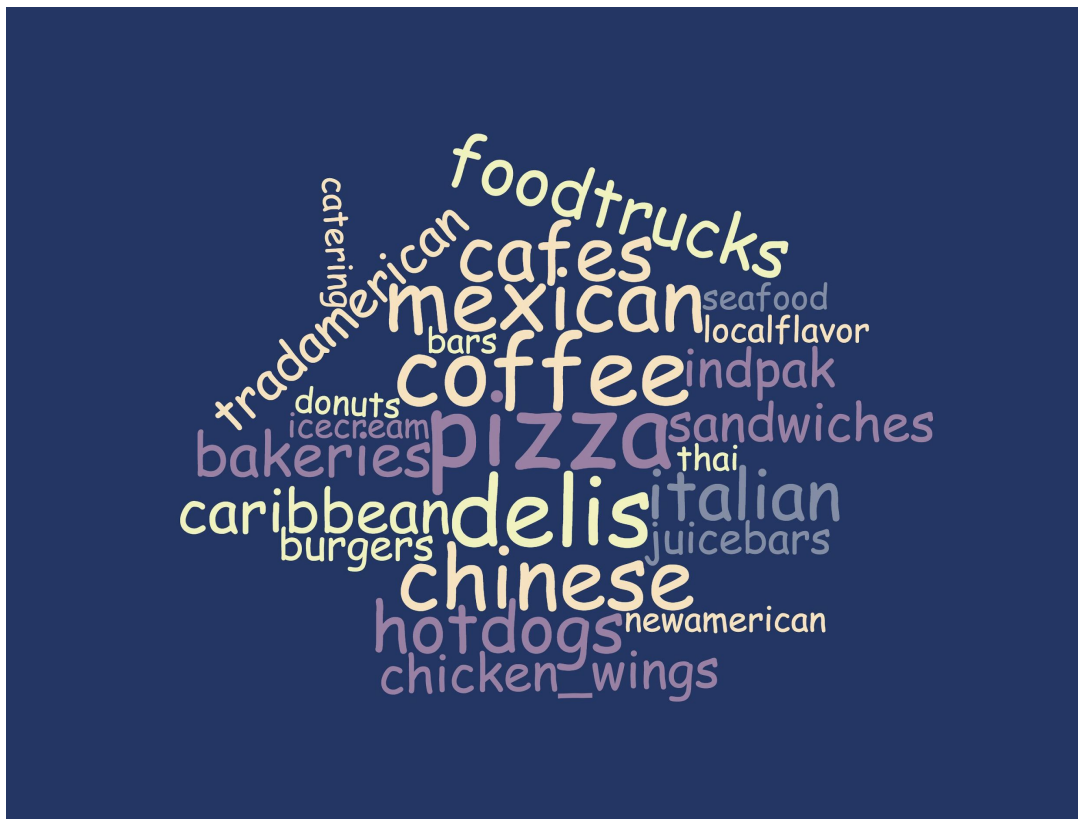 foodtrucks
catering
tradamerican
cafes
mexican
seafood
localflavor
bars
coffee
indpak
donuts
icecream
pizza
sandwiches
bakeries
thai
caribbean
delis
italian
burgers
juicebars
chinese
hotdogs
newamerican
chicken_wings